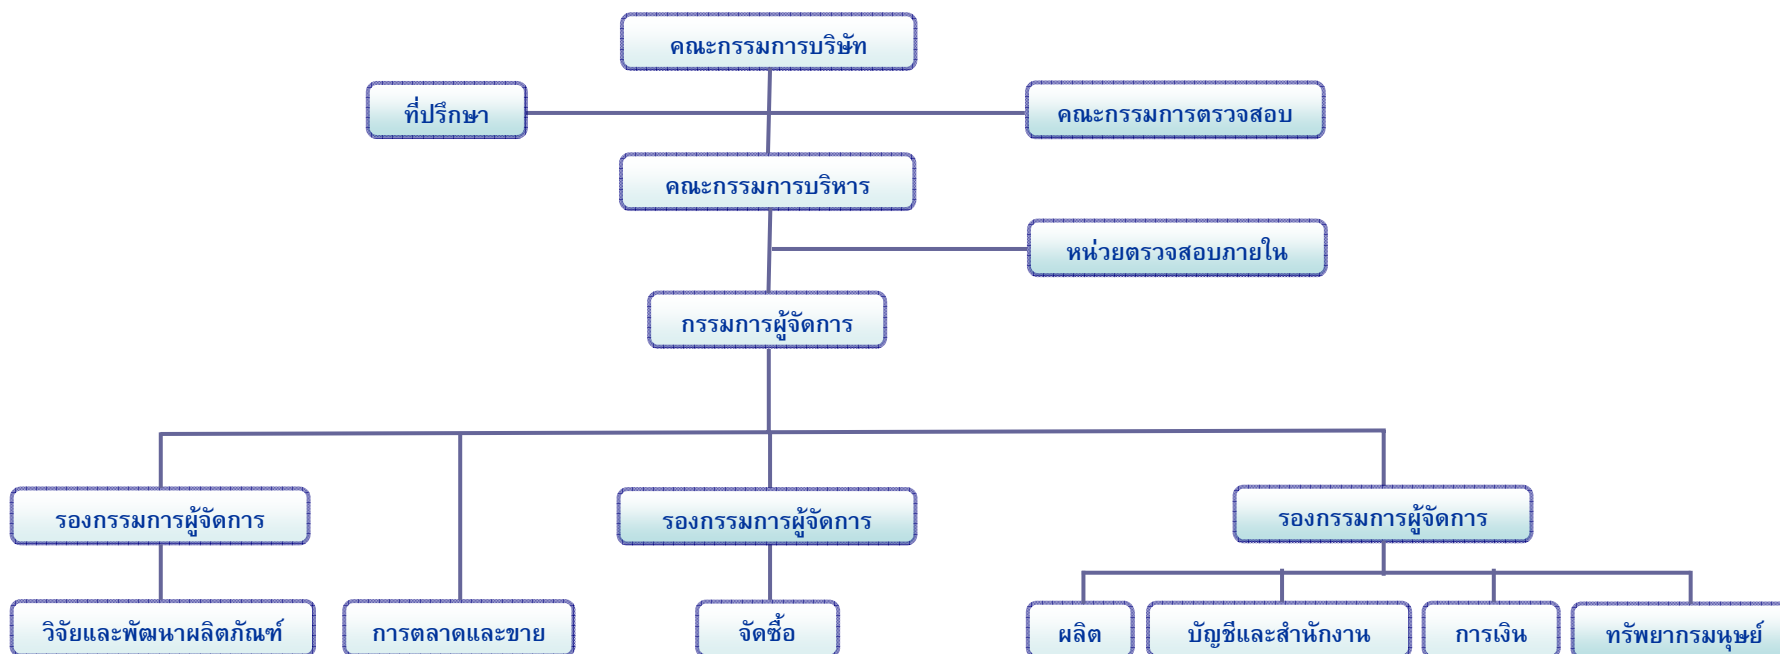 คณะกรรมการบริษัท
ที่ปรึกษา
คณะกรรมการตรวจสอบ
คณะกรรมการบริหาร
หน่วยตรวจสอบภายใน
กรรมการผู้จัดการ
รองกรรมการผู้จัดการ
รองกรรมการผู้จัดการ
รองกรรมการผู้จัดการ
วิจัยและพัฒนาผลิตภัณฑ์
การตลาดและขาย
จัดซื้อ
ผลิต
บัญชีและสำนักงาน
การเงิน
ทรัพยากรมนุษย์